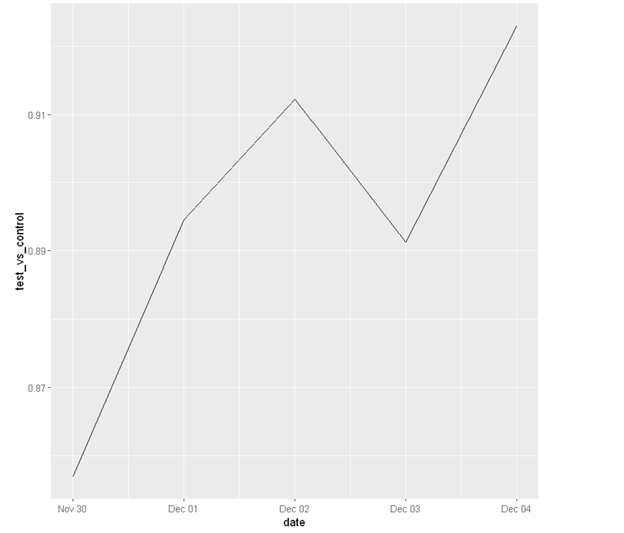 0.91
0.89
0.87
test_vs_control
Nov 30 Dec 01 Dec 02 Dec 03 Dec 04
date